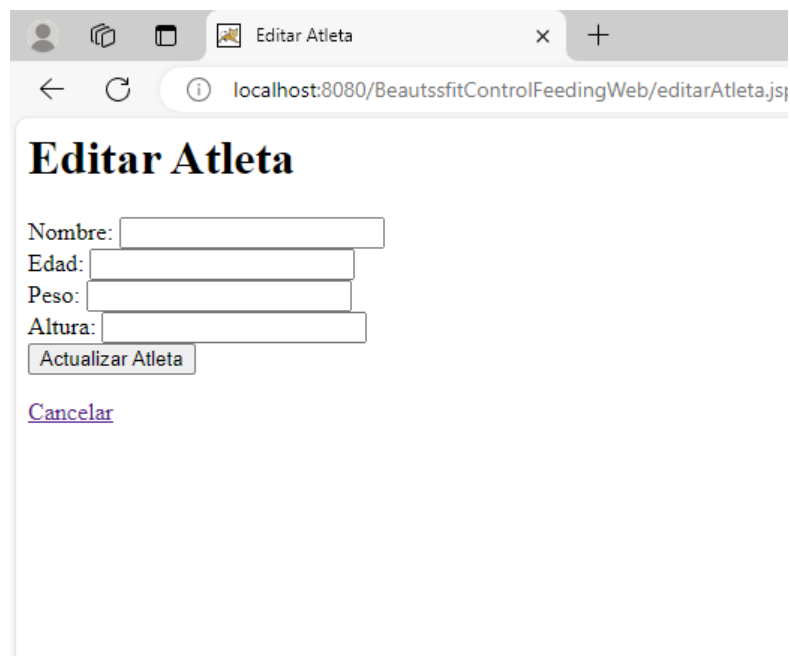 Editar Atleta
localhost:8080/BeautssfitControlFeedingWeb/editarAtleta.jsp
Editar Atleta
Nombre:
Edad:
Peso:
Altura:
Actualizar Atleta
Cancelar